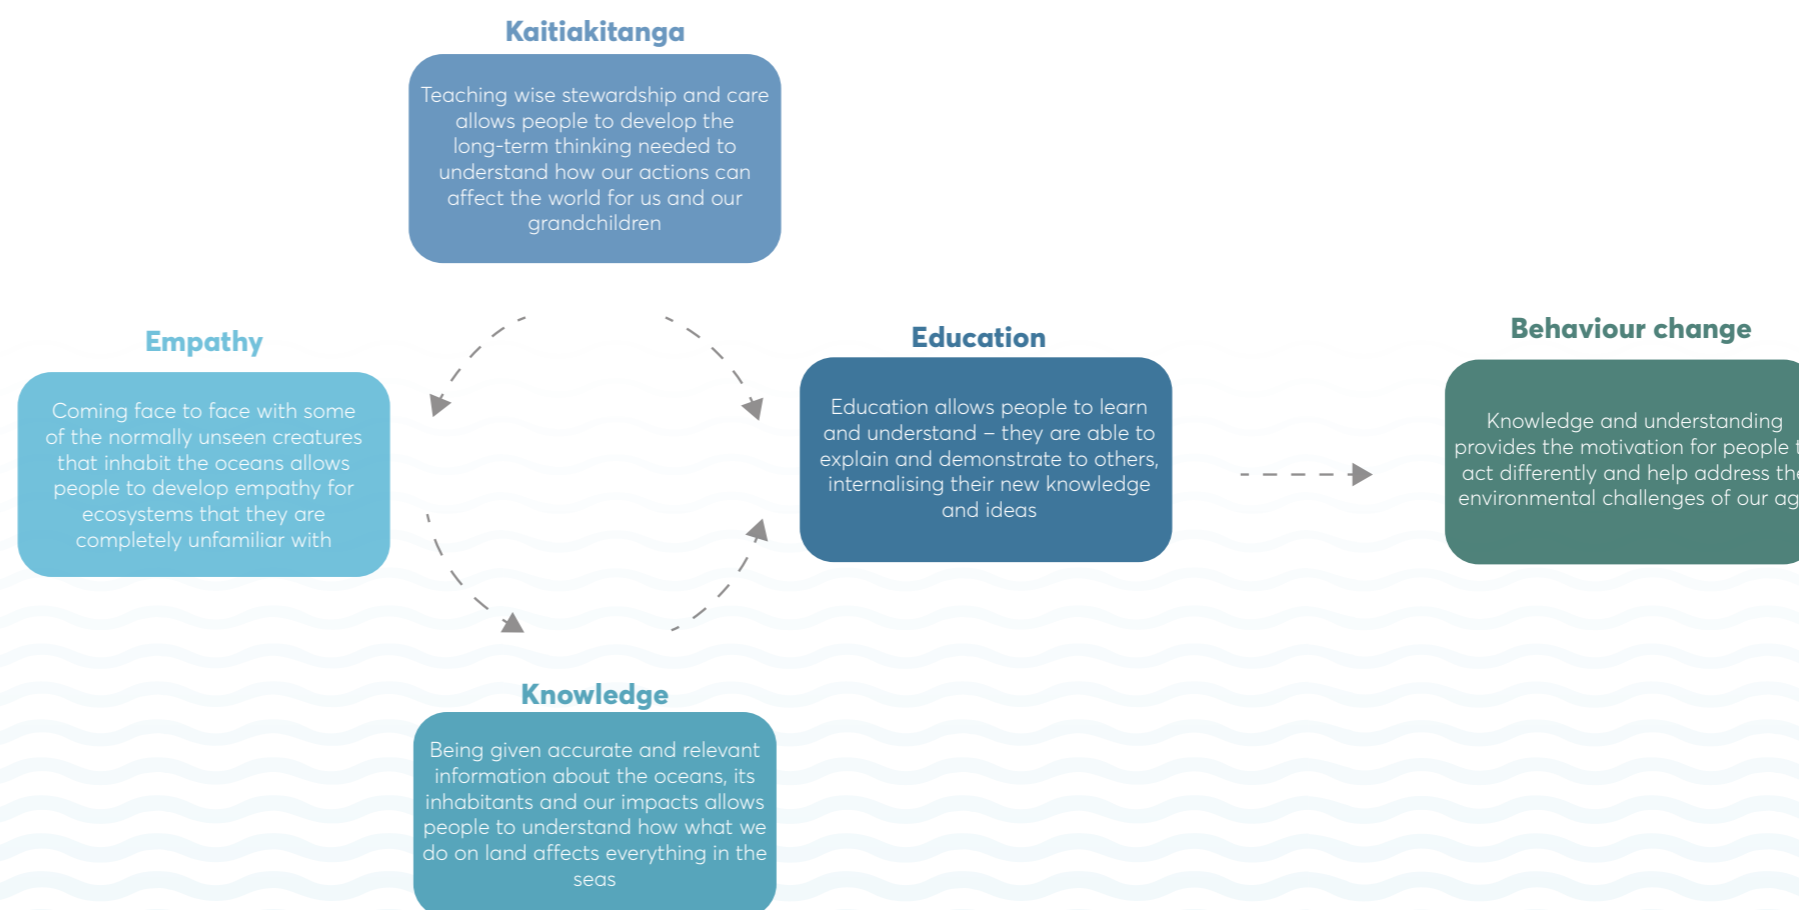 Kaitiakitanga
Teaching wise stewardship and care
allows people to develop the
long-term thinking needed to
understand how our actions can
affect the world for us and our
grandchildren
Empathy
Coming face to face with some
of the normally unseen creatures
that inhabit the oceans allows
people to develop empathy for
ecosystems that they are
completely unfamiliar with
Education
Education allows people to learn
and understand – they are able to
explain and demonstrate to others,
internalising their new knowledge
and ideas
Behaviour change
Knowledge and understanding
provides the motivation for people
act differently and help address the
environmental challenges of our
Knowledge
Being given accurate and relevant
information about the oceans, its
inhabitants and our impacts allows
people to understand how what we
do on land affects everything in the
seas